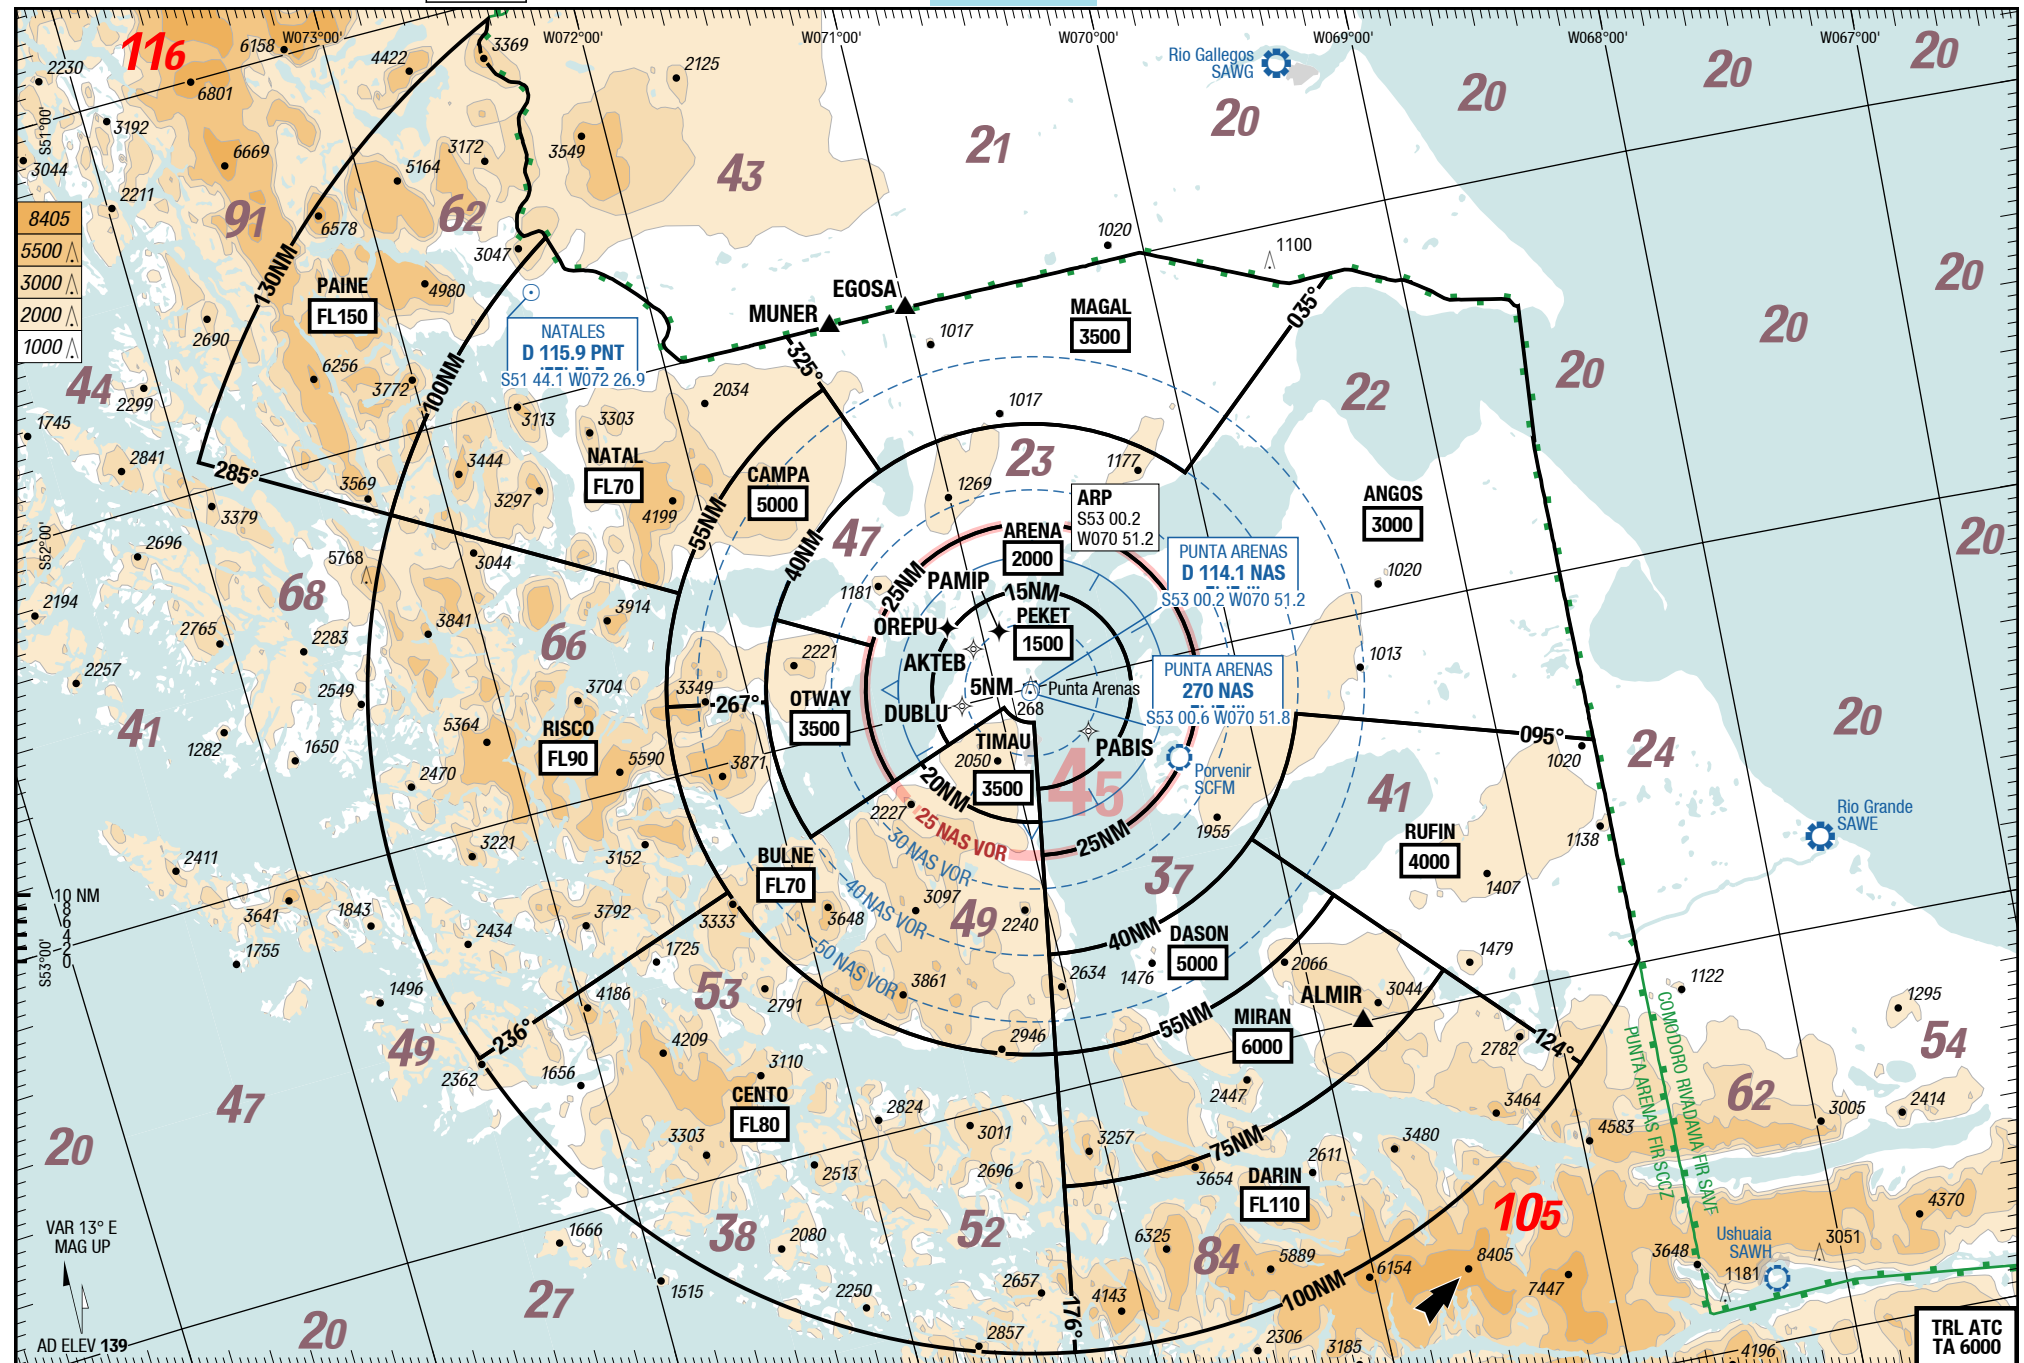 W073°00'
W072°00'
W071°00'
W070°00'
W069°00'
W068°00'
W067°00'
116
6158
4422
3369
2125
Rio Gallegos
SAWG
20
20
20
20
2230
6801
S51°00'
3192
6669
3172
5164
3549
43
21
3044
2211
91
62
8405
5500
3000
2000
1000
6578
3047
130NM
PAINE
FL150
4980
1020
1100
20
EGOSA
MUNER
MAGAL
3500
035°
2690
NATALES
D 115.9 PNT
S51 44.1 W072 26.9
1017
325°
20
6256
3772
100NM
44
2299
3113
3303
2034
1017
22
20
1745
2841
285°
3444
NATAL
FL70
CAMPA
5000
23
1177
3569
3297
4199
1269
ARP
S53 00.2
W070 51.2
ANGOS
3000
3379
55NM
47
ARENA
2000
S52°00'
2696
5768
3044
40NM
PUNTA ARENAS
D 114.1 NAS
S53 00.2 W070 51.2
20
68
1181
25NM
PAMIP
15NM
1020
2194
3841
3914
OREPU
PEKET
1500
2765
2283
66
AKTEB
2221
1013
2257
2549
3704
3349
267°
OTWAY
3500
5NM
Punta Arenas
268
PUNTA ARENAS
270 NAS
S53 00.6 W070 51.8
DUBLU
41
1282
1650
5364
RISCO
FL90
5590
3871
TIMAU
3500
2050
PABIS
095°
1020
24
20
2470
20NM
45
Porvenir
SCFM
41
2227
25 NAS VOR
25NM
1955
RUFIN
4000
1138
Rio Grande
SAWE
3221
3152
BULNE
FL70
30 NAS VOR
37
1407
2411
10 NM
8
6
4
2
0
3641
1843
3792
3333
3648
40 NAS VOR
3097
49
2240
40NM
DASON
5000
1755
2434
1725
50 NAS VOR
2634
1476
2066
1479
S53°00'
1496
4186
53
2791
3861
ALMIR
3044
1122
1295
49
236°
2946
55NM
MIRAN
6000
124°
2782
54
COMODORO RIVADAVIA FIR SAVF
PUNTA ARENAS FIR SCCZ
2362
1656
4209
3110
CENTO
FL80
2447
3464
62
3005
2414
47
2824
3011
3257
75NM
3480
4583
20
3303
2513
2696
3654
DARIN
FL110
2611
105
4370
VAR 13° E
MAG UP
1666
38
2080
52
6325
84
5889
8405
3648
Ushuaia
SAWH
3051
1181
27
1515
2250
2657
4143
176°
100NM
6154
7447
AD ELEV 139
20
2857
2306
3185
4196
TRL ATC
TA 6000